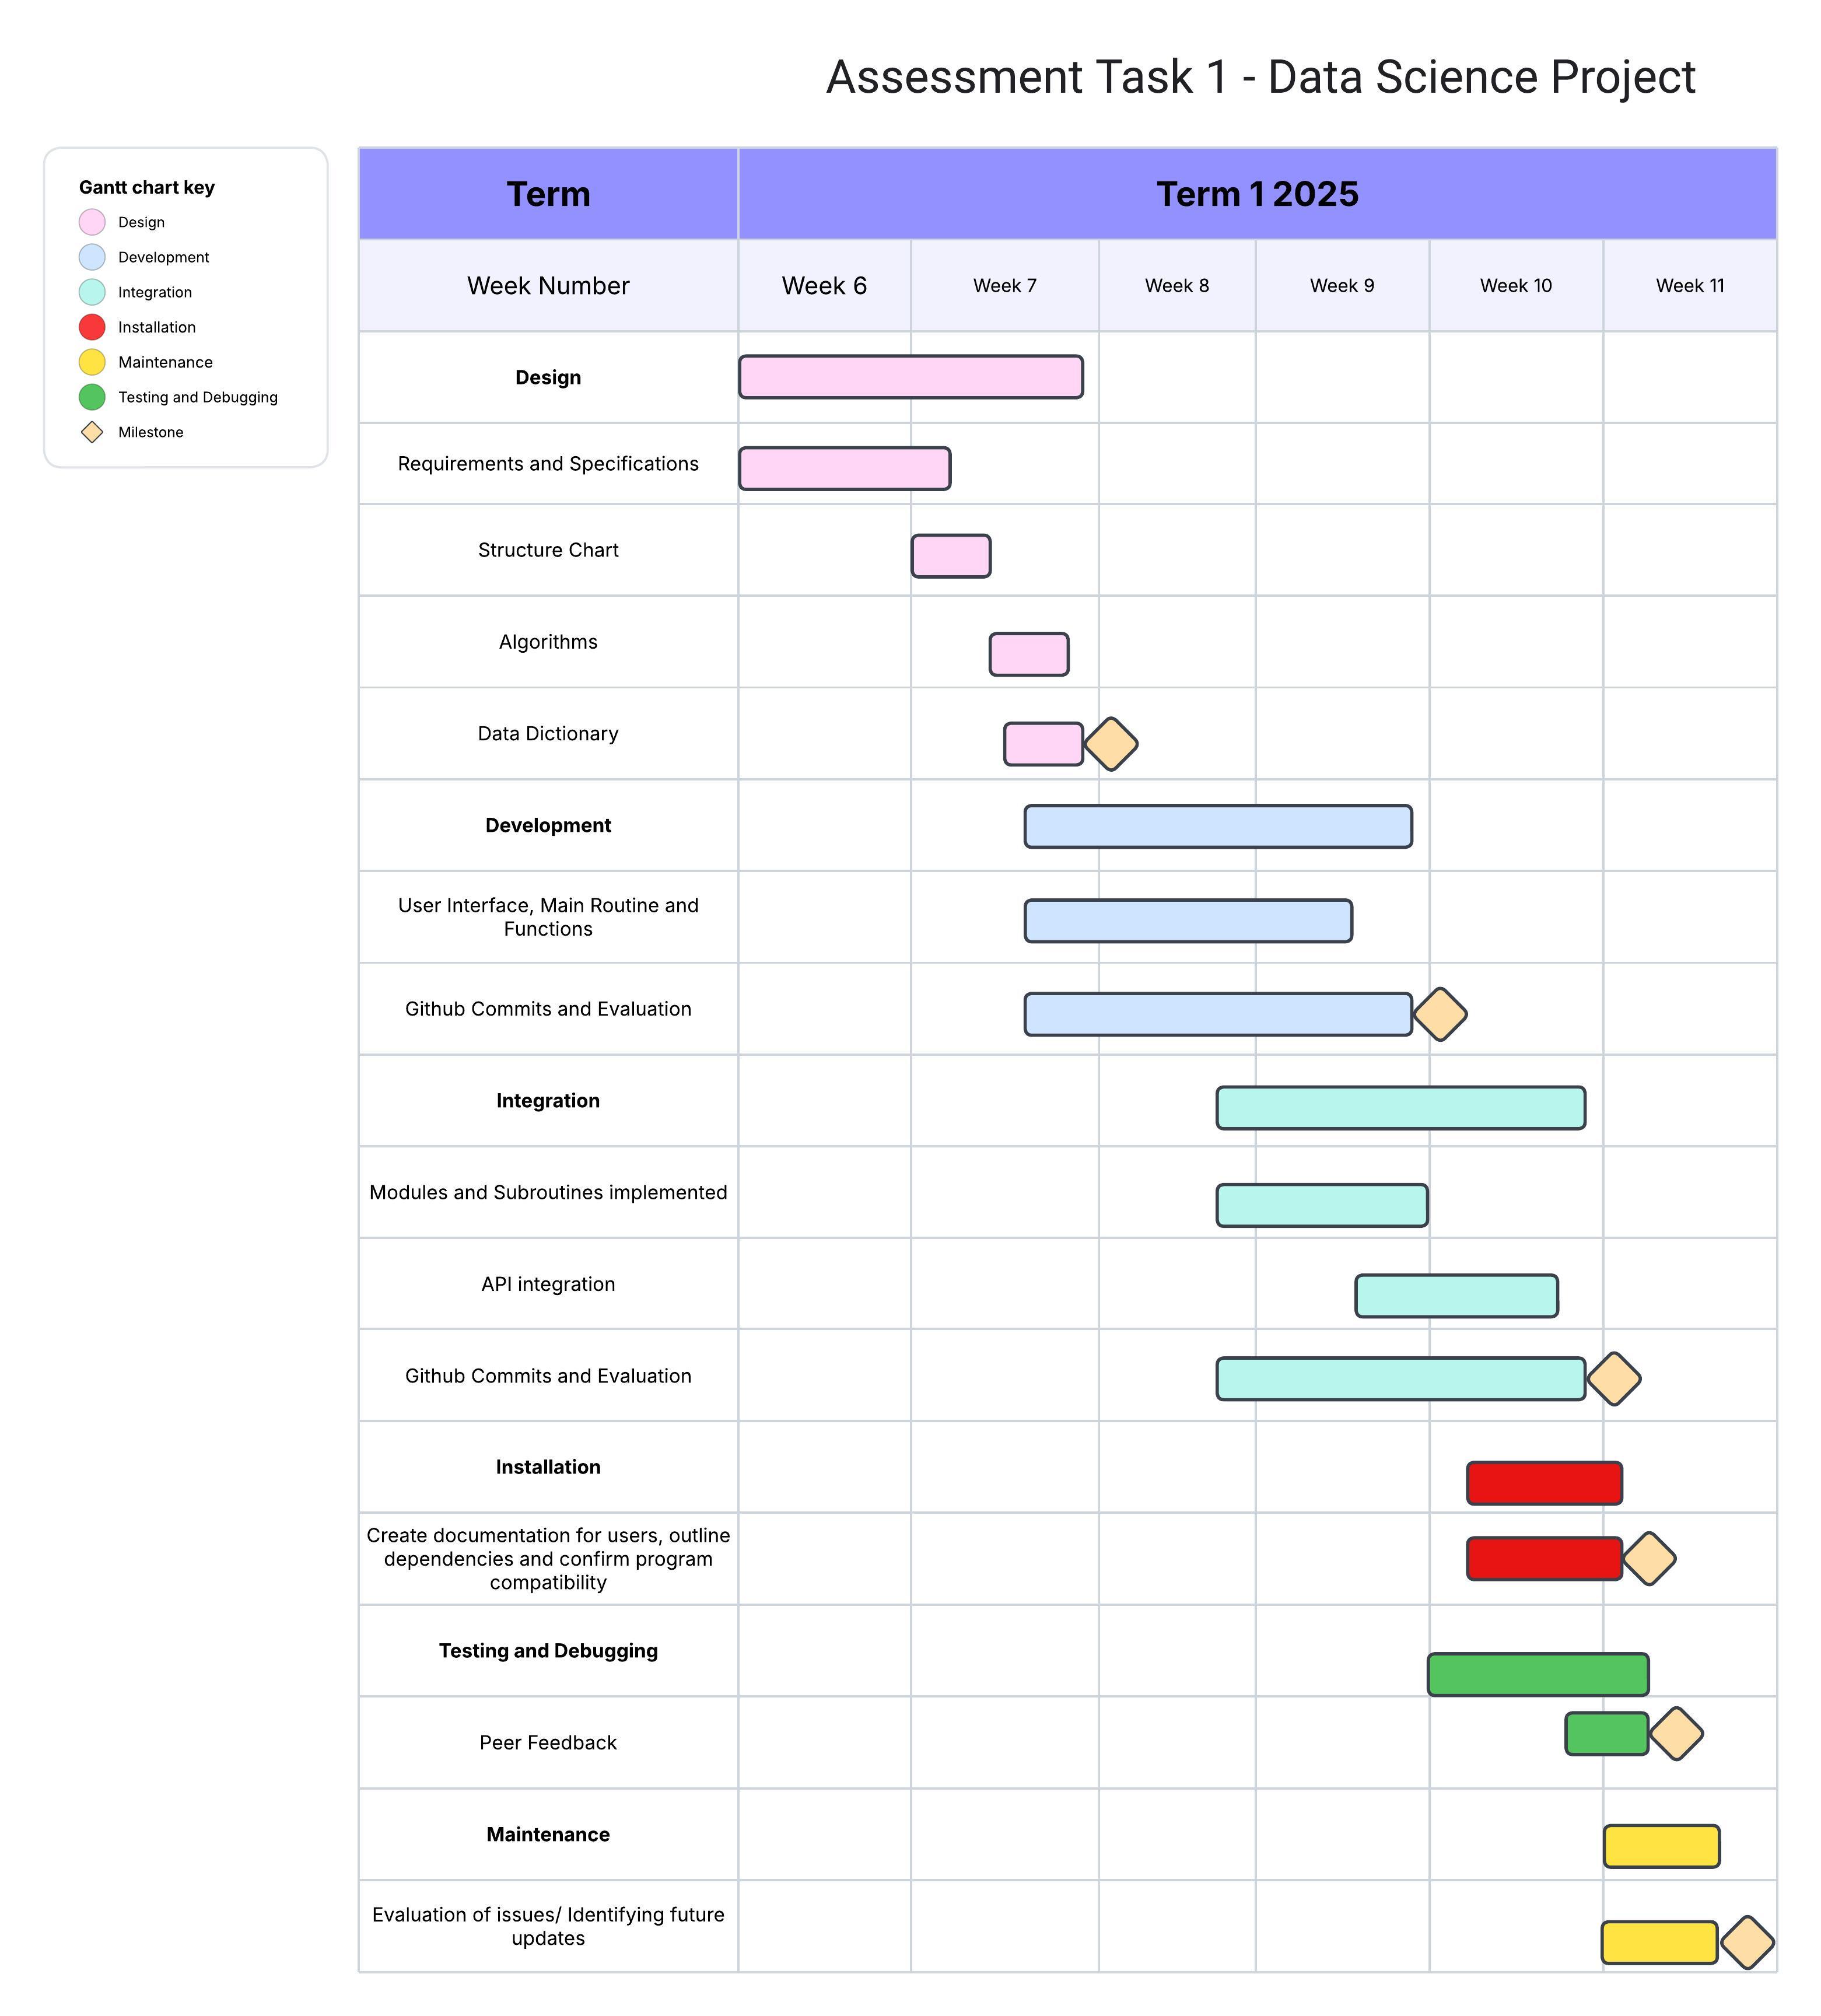 Assessment Task 1 - Data Science Project
Gantt chart key
Design
Development
Integration
Installation
Maintenance
Testing and Debugging
Milestone
Term
Term 1 2025
Week Number
Week 6
Week 7
Week 8
Week 9
Week 10
Week 11
Design
Requirements and Specifications
Structure Chart
Algorithms
Data Dictionary
Development
User Interface, Main Routine and
Functions
Github Commits and Evaluation
Integration
Modules and Subroutines implemented
API integration
Github Commits and Evaluation
Installation
Create documentation for users, outline
dependencies and confirm program
compatibility
Testing and Debugging
Peer Feedback
Maintenance
Evaluation of issues/ Identifying future
updates